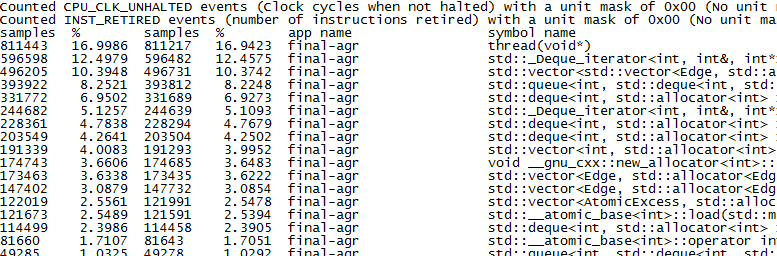 Counted CPU_CLK_UNHALTED events (Clock cycles when not halted) with a unit mask of 0x00 (No unit m
Counted INST_RETIRED events (number of instructions retired) with a unit mask of 0x00 (No unit m
samples % samples % app name symbol name
811443 16.9986 811217 16.9423 final-agr thread(void*)
596598 12.4979 596482 12.4575 final-agr std::_Deque_iterator<int, int&, int*
496205 10.3948 496731 10.3742 final-agr std::vector<std::vector<Edge, std::a
393922 8.2521 393812 8.2248 final-agr std::queue<int, std::deque<int, std:
331772 6.9502 331689 6.9273 final-agr std::deque<int, std::allocator<int>
244682 5.1257 244639 5.1093 final-agr std::_Deque_iterator<int, int&, int*
228361 4.7838 228294 4.7679 final-agr std::deque<int, std::allocator<int>
203549 4.2641 203504 4.2502 final-agr std::deque<int, std::allocator<int>
191339 4.0083 191293 3.9952 final-agr std::vector<int, std::allocator<int>
174743 3.6606 174685 3.6483 final-agr void __gnu_cxx::new_allocator<int>::
173463 3.6338 173435 3.6222 final-agr std::vector<Edge, std::allocator<Edg
147402 3.0879 147732 3.0854 final-agr std::vector<Edge, std::allocator<Edg
122019 2.5561 121991 2.5478 final-agr std::vector<AtomicExcess, std::alloc
121673 2.5489 121591 2.5394 final-agr std::__atomic_base<int>::load(std::m
114499 2.3986 114458 2.3905 final-agr std::deque<int, std::allocator<int>
81660 1.7107 81643 1.7051 final-agr std::__atomic_base<int>::operator in
49285 1.0325 49278 1.0292 final-agr std::queue<int, std::deque<int, std: